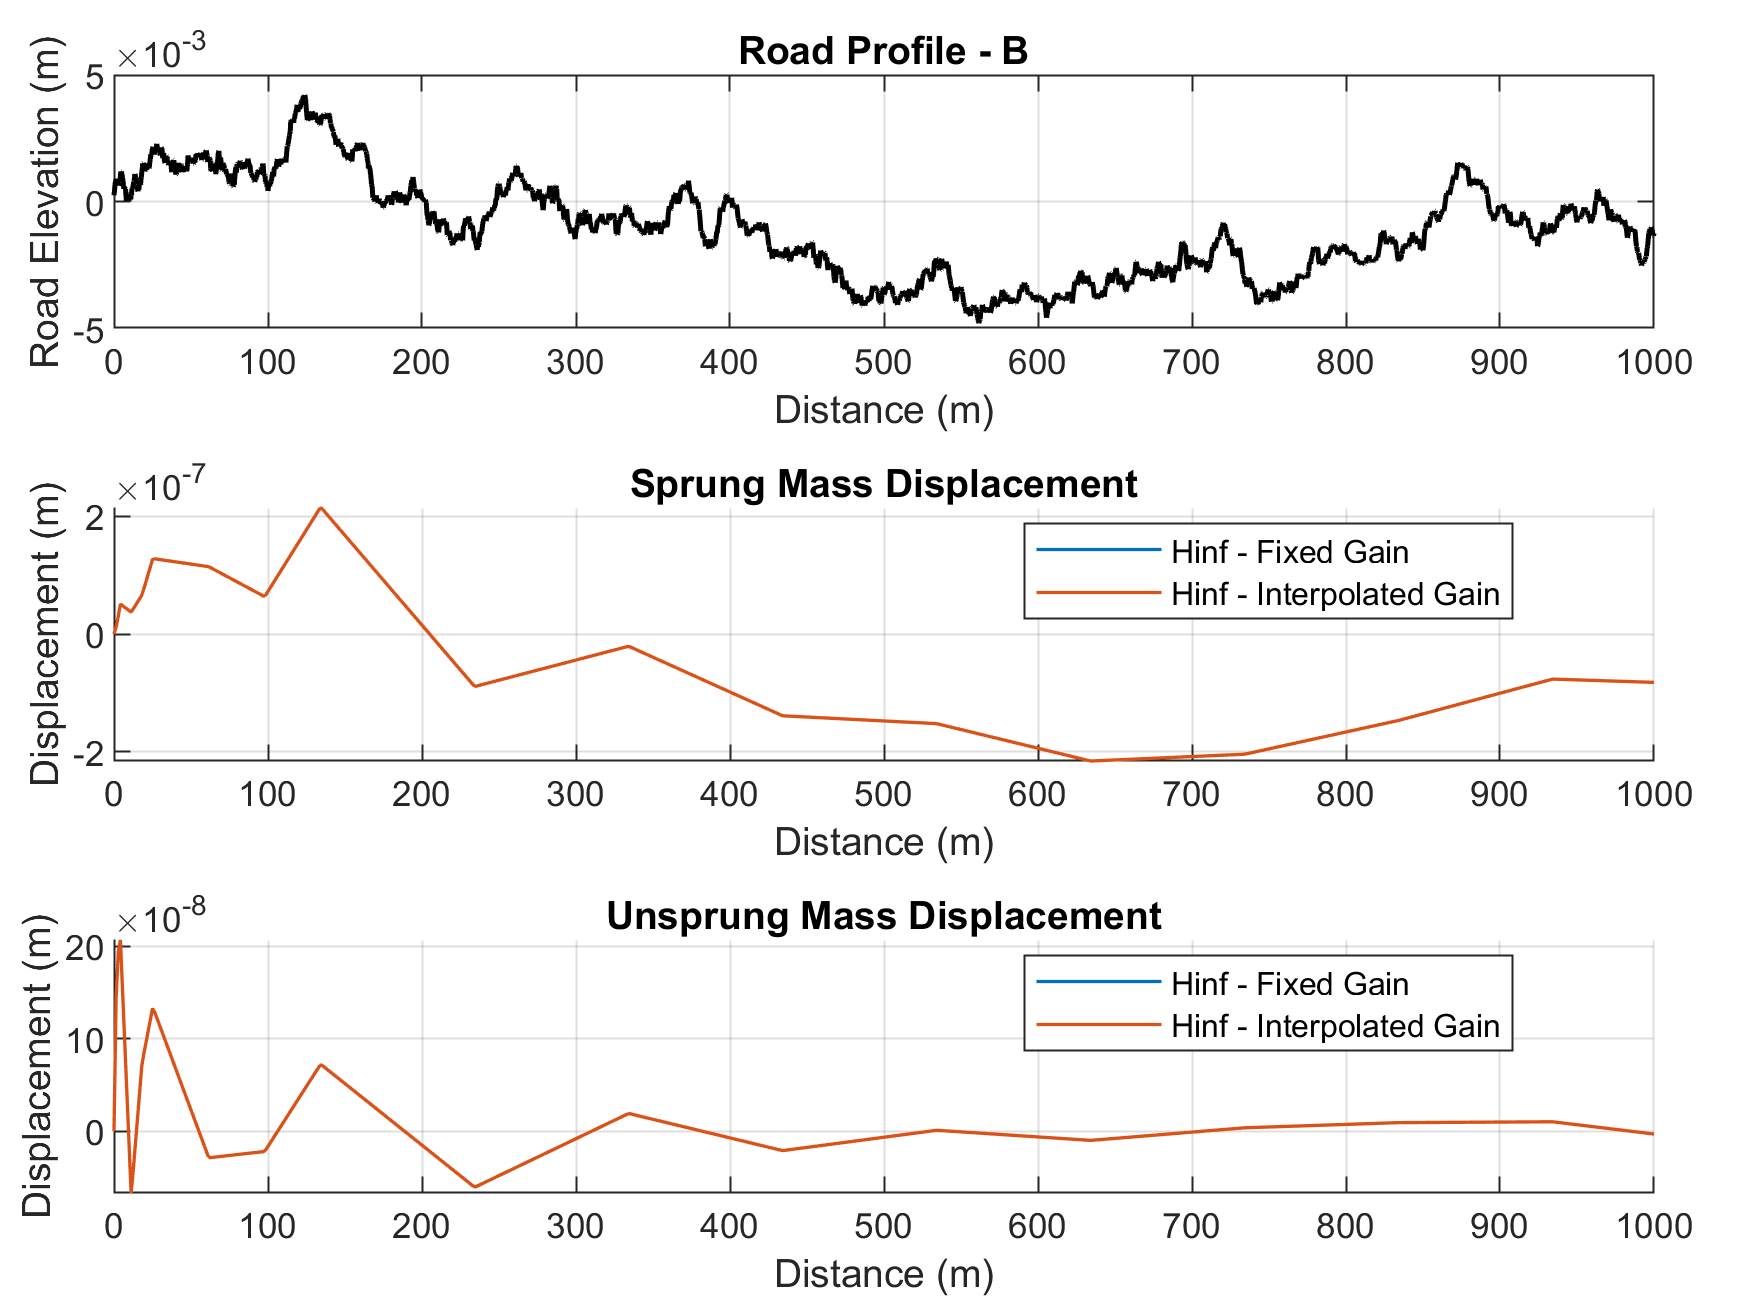 ×10-3
Road Profile - B
Road Elevation (m)
5
0
-5
0 100 200 300 400 500 600 700 800 900 1000
Distance (m)
×10-7
Sprung Mass Displacement
Displacement (m)
2
0
-2
Hinf - Fixed Gain
Hinf - Interpolated Gain
0 100 200 300 400 500 600 700 800 900 1000
Distance (m)
×10-8
Unsprung Mass Displacement
Displacement (m)
20
10
0
Hinf - Fixed Gain
Hinf - Interpolated Gain
0 100 200 300 400 500 600 700 800 900 1000
Distance (m)